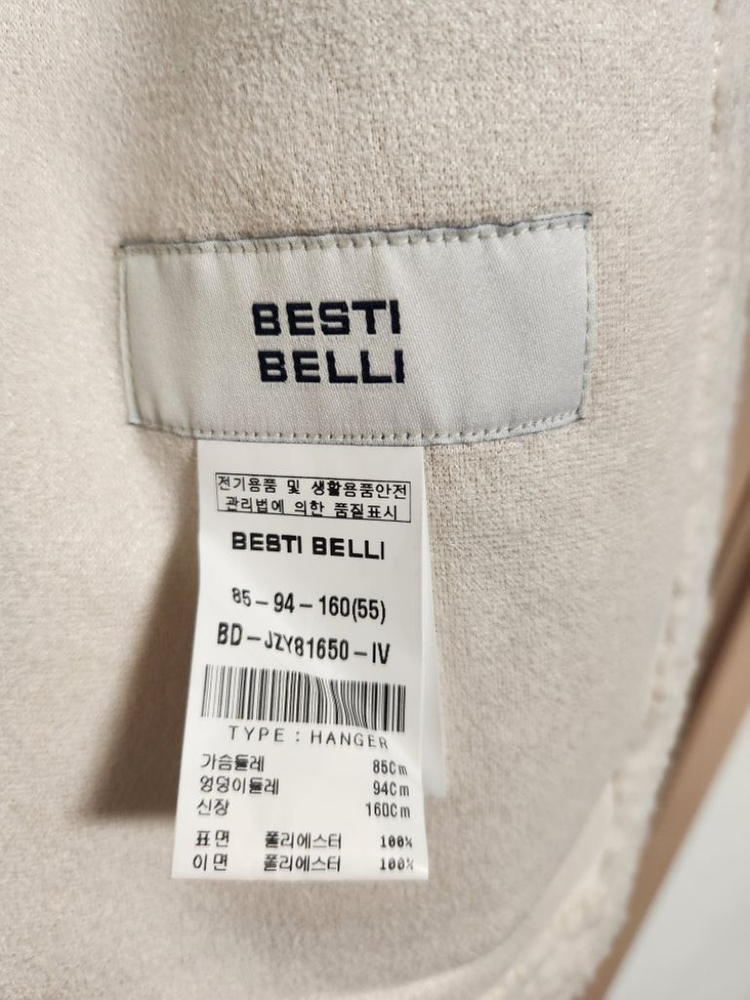 BESTI
BELLI
전기용품 및 생활용품안전
관리법에 의한 품질표시
BESTI BELLI
85-94-160(55)
BD-JZY81650-IV
TYPE : HANGER
가슴둘레 85Cm
엉덩이둘레 94Cm
신장 160Cm
표면 폴리에스터 100%
이면 폴리에스터 100%